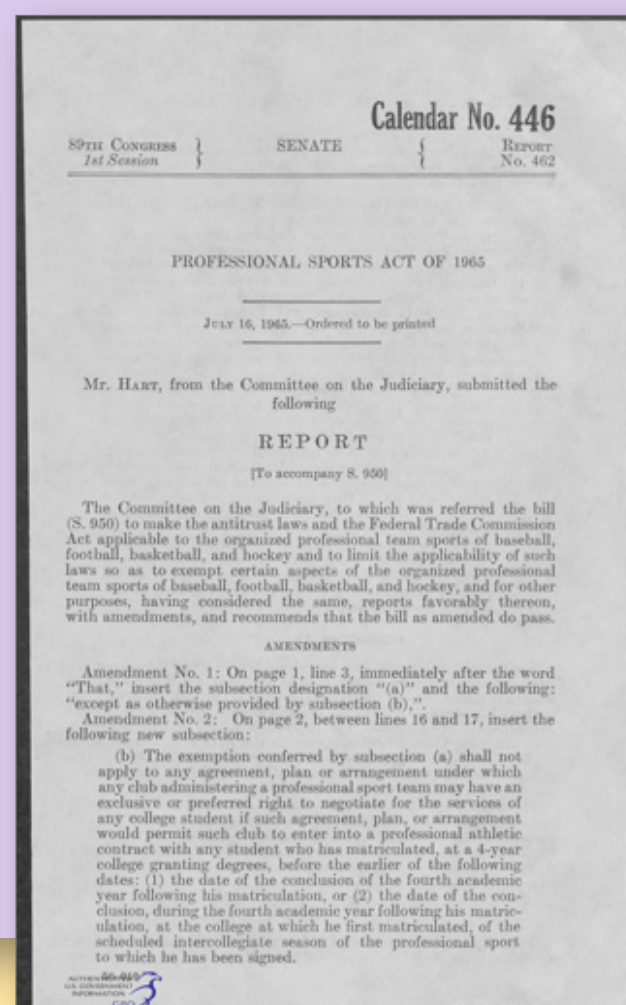 Calendar No. 446
89TH CONGRESS } SENATE { REPORT
1st Session } { No. 462
PROFESSIONAL SPORTS ACT OF 1965
JULY 16, 1965.—Ordered to be printed
Mr. HART, from the Committee on the Judiciary, submitted the
following
REPORT
[To accompany S. 950]
The Committee on the Judiciary, to which was referred the bill
(S. 950) to make the antitrust laws and the Federal Trade Commission
Act applicable to the organized professional team sports of baseball,
football, basketball, and hockey and to limit the applicability of such
laws so as to exempt certain aspects of the organized professional
team sports of baseball, football, basketball, and hockey, and for other
purposes, having considered the same, reports favorably thereon,
with amendments, and recommends that the bill as amended do pass.
AMENDMENTS
Amendment No. 1: On page 1, line 3, immediately after the word
"That," insert the subsection designation "(a)" and the following:
"except as otherwise provided by subsection (b),".
Amendment No. 2: On page 2, between lines 16 and 17, insert the
following new subsection:
(b) The exemption conferred by subsection (a) shall not
apply to any agreement, plan or arrangement under which
any club administering a professional sport team may have an
exclusive or preferred right to negotiate for the services of
any college student if such agreement, plan, or arrangement
would permit such club to enter into a professional athletic
contract with any student who has matriculated, at a 4-year
college granting degrees, before the earlier of the following
dates: (1) the date of the conclusion of the fourth academic
year following his matriculation, or (2) the date of the con-
clusion, during the fourth academic year following his matric-
ulation, at the college at which he first matriculated, of the
scheduled intercollegiate season of the professional sport
to which he has been signed.
U.S. GOVERNMENT
INFORMATION
GPO